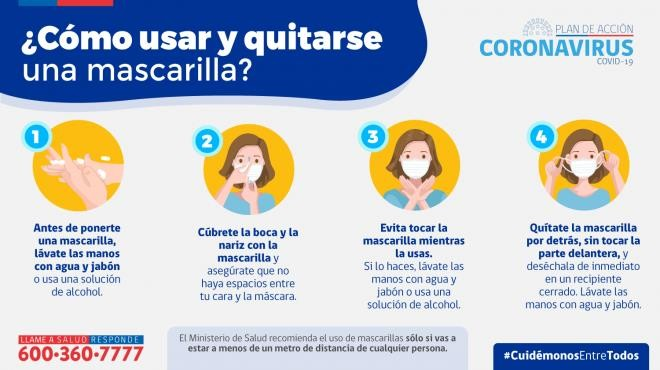 ¿Cómo usar y quitarse
una mascarilla?
PLAN DE ACCIÓN
CORONAVIRUS
COVID-19
1
Antes de ponerte
una mascarilla,
lávate las manos
con agua y jabón
o usa una solución
de alcohol.
2
Cúbrete la boca y la
nariz con la
mascarilla y
asegúrate que no
haya espacios entre
tu cara y la máscara.
3
Evita tocar la
mascarilla mientras
la usas.
Si lo haces, lávate las
manos con agua y
jabón o usa una
solución de alcohol.
4
Quítate la mascarilla
por detrás, sin tocar la
parte delantera, y
deséchala de inmediato
en un recipiente
cerrado. Lávate las
manos con agua y jabón.
LLAME A SALUD RESPONDE
600·360·7777
El Ministerio de Salud recomienda el uso de mascarillas sólo si vas a
estar a menos de un metro de distancia de cualquier persona.
#CuidémonosEntreTodos